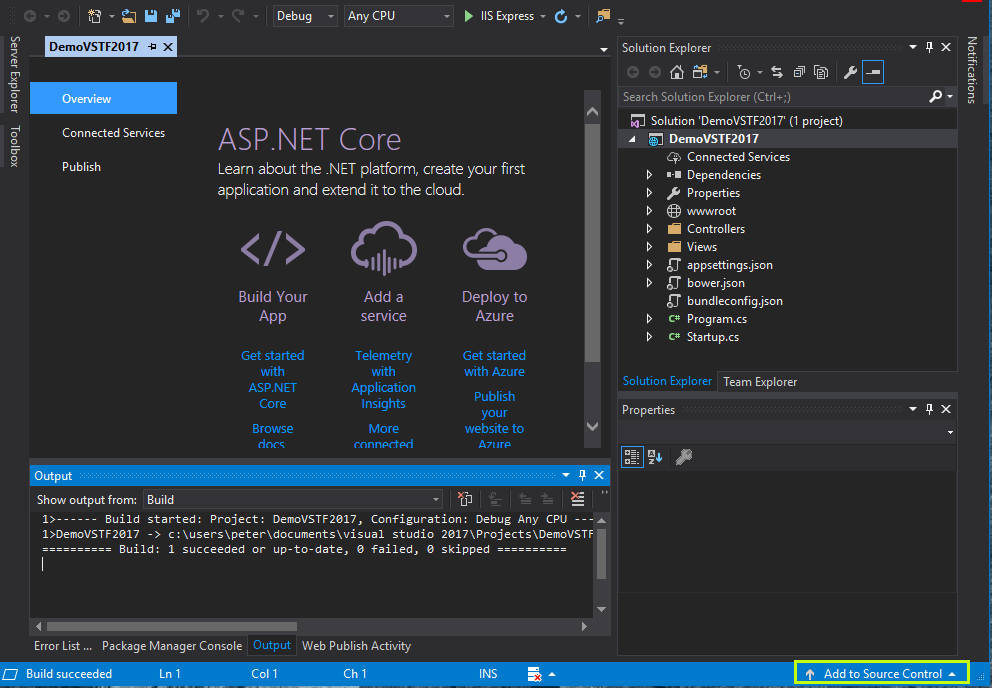 Debug
Any CPU
IIS Express
Server Explorer
Toolbox
DemoVSTF2017
Overview
Connected Services
Publish
ASP.NET Core
Learn about the .NET platform, create your first
application and extend it to the cloud.
Build Your
App
Add a
service
Deploy to
Azure
Get started
with
ASP.NET
Core
Browse
docs
Telemetry
with
Application
Insights
More
connected
Get started
with Azure
Publish
your
website to
Azure
Solution Explorer
Search Solution Explorer (Ctrl+;)
Solution 'DemoVSTF2017' (1 project)
DemoVSTF2017
Connected Services
Dependencies
Properties
wwwroot
Controllers
Views
appsettings.json
bower.json
bundleconfig.json
C# Program.cs
C# Startup.cs
Solution Explorer
Team Explorer
Notifications
Properties
Output
Show output from: Build
1>------ Build started: Project: DemoVSTF2017, Configuration: Debug Any CPU ---
1>DemoVSTF2017 -> c:\users\peter\documents\visual studio 2017\Projects\DemoVSTF
========== Build: 1 succeeded or up-to-date, 0 failed, 0 skipped ==========
Error List ...
Package Manager Console
Output
Web Publish Activity
Build succeeded
Ln 1
Col 1
Ch 1
INS
Add to Source Control